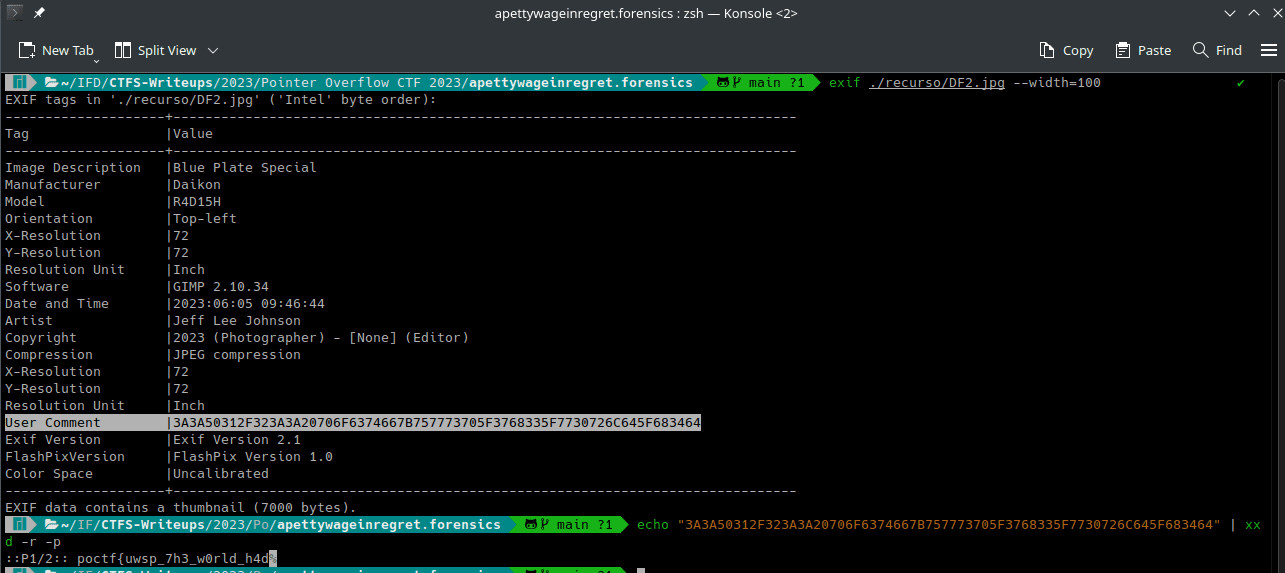 apettywageinregret.forensics : zsh — Konsole <2>
New Tab Split View Copy Paste Find
~/IFD/CTFS-Writeups/2023/Pointer Overflow CTF 2023/apettywageinregret.forensics main ?1 exif ./recurso/DF2.jpg --width=100 ✔
EXIF tags in './recurso/DF2.jpg' ('Intel' byte order):
--------------------+----------------------------------------------------------------------------
Tag |Value
--------------------+----------------------------------------------------------------------------
Image Description |Blue Plate Special
Manufacturer |Daikon
Model |R4D15H
Orientation |Top-left
X-Resolution |72
Y-Resolution |72
Resolution Unit |Inch
Software |GIMP 2.10.34
Date and Time |2023:06:05 09:46:44
Artist |Jeff Lee Johnson
Copyright |2023 (Photographer) - [None] (Editor)
Compression |JPEG compression
X-Resolution |72
Y-Resolution |72
Resolution Unit |Inch
User Comment |3A3A50312F323A3A20706F6374667B757773705F3768335F7730726C645F683464
Exif Version |Exif Version 2.1
FlashPixVersion |FlashPix Version 1.0
Color Space |Uncalibrated
--------------------+----------------------------------------------------------------------------
EXIF data contains a thumbnail (7000 bytes).
~/IF/CTFS-Writeups/2023/Po/apettywageinregret.forensics main ?1 echo "3A3A50312F323A3A20706F6374667B757773705F3768335F7730726C645F683464" | xx
d -r -p
::P1/2:: poctf{uwsp_7h3_w0rld_h4d%